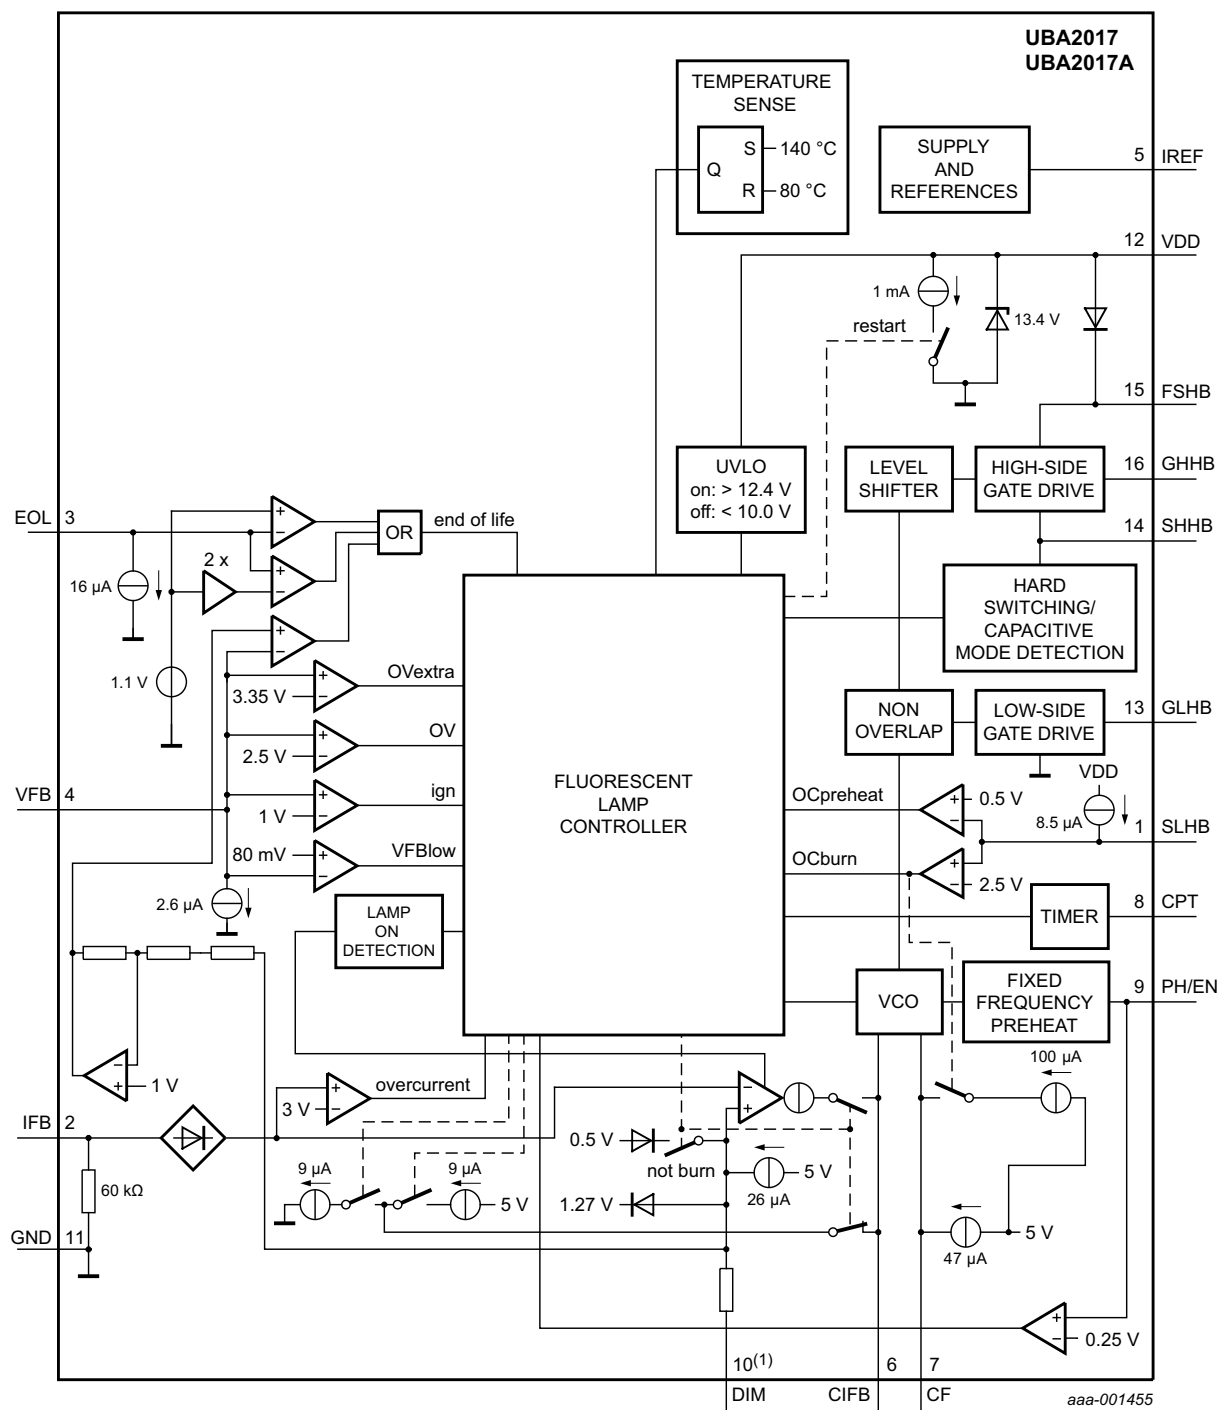 UBA2017
UBA2017A
TEMPERATURE
SENSE
S
140 °C
Q
R
80 °C
SUPPLY
AND
REFERENCES
5
IREF
12
VDD
1 mA
restart
13.4 V
15
FSHB
UVLO
on: > 12.4 V
off: < 10.0 V
LEVEL
SHIFTER
HIGH-SIDE
GATE DRIVE
16
GHHB
14
SHHB
EOL
3
+
−
OR
end of life
2 x
+
−
16 µA
+
−
1.1 V
HARD
SWITCHING/
CAPACITIVE
MODE DETECTION
+
−
3.35 V
OVextra
+
−
2.5 V
OV
NON
OVERLAP
LOW-SIDE
GATE DRIVE
13
GLHB
VDD
VFB
4
+
−
1 V
ign
FLUORESCENT
LAMP
CONTROLLER
OCpreheat
+
−
0.5 V
8.5 µA
1
SLHB
80 mV
+
−
VFBlow
OCburn
+
−
2.5 V
2.6 µA
LAMP
ON
DETECTION
TIMER
8
CPT
VCO
FIXED
FREQUENCY
PREHEAT
9
PH/EN
−
+
1 V
100 µA
+
−
3 V
overcurrent
−
+
IFB
2
0.5 V
not burn
60 kΩ
9 µA
9 µA
5 V
26 µA
5 V
1.27 V
GND
11
47 µA
5 V
+
−
0.25 V
10(1)
6
7
DIM
CIFB
CF
aaa-001455